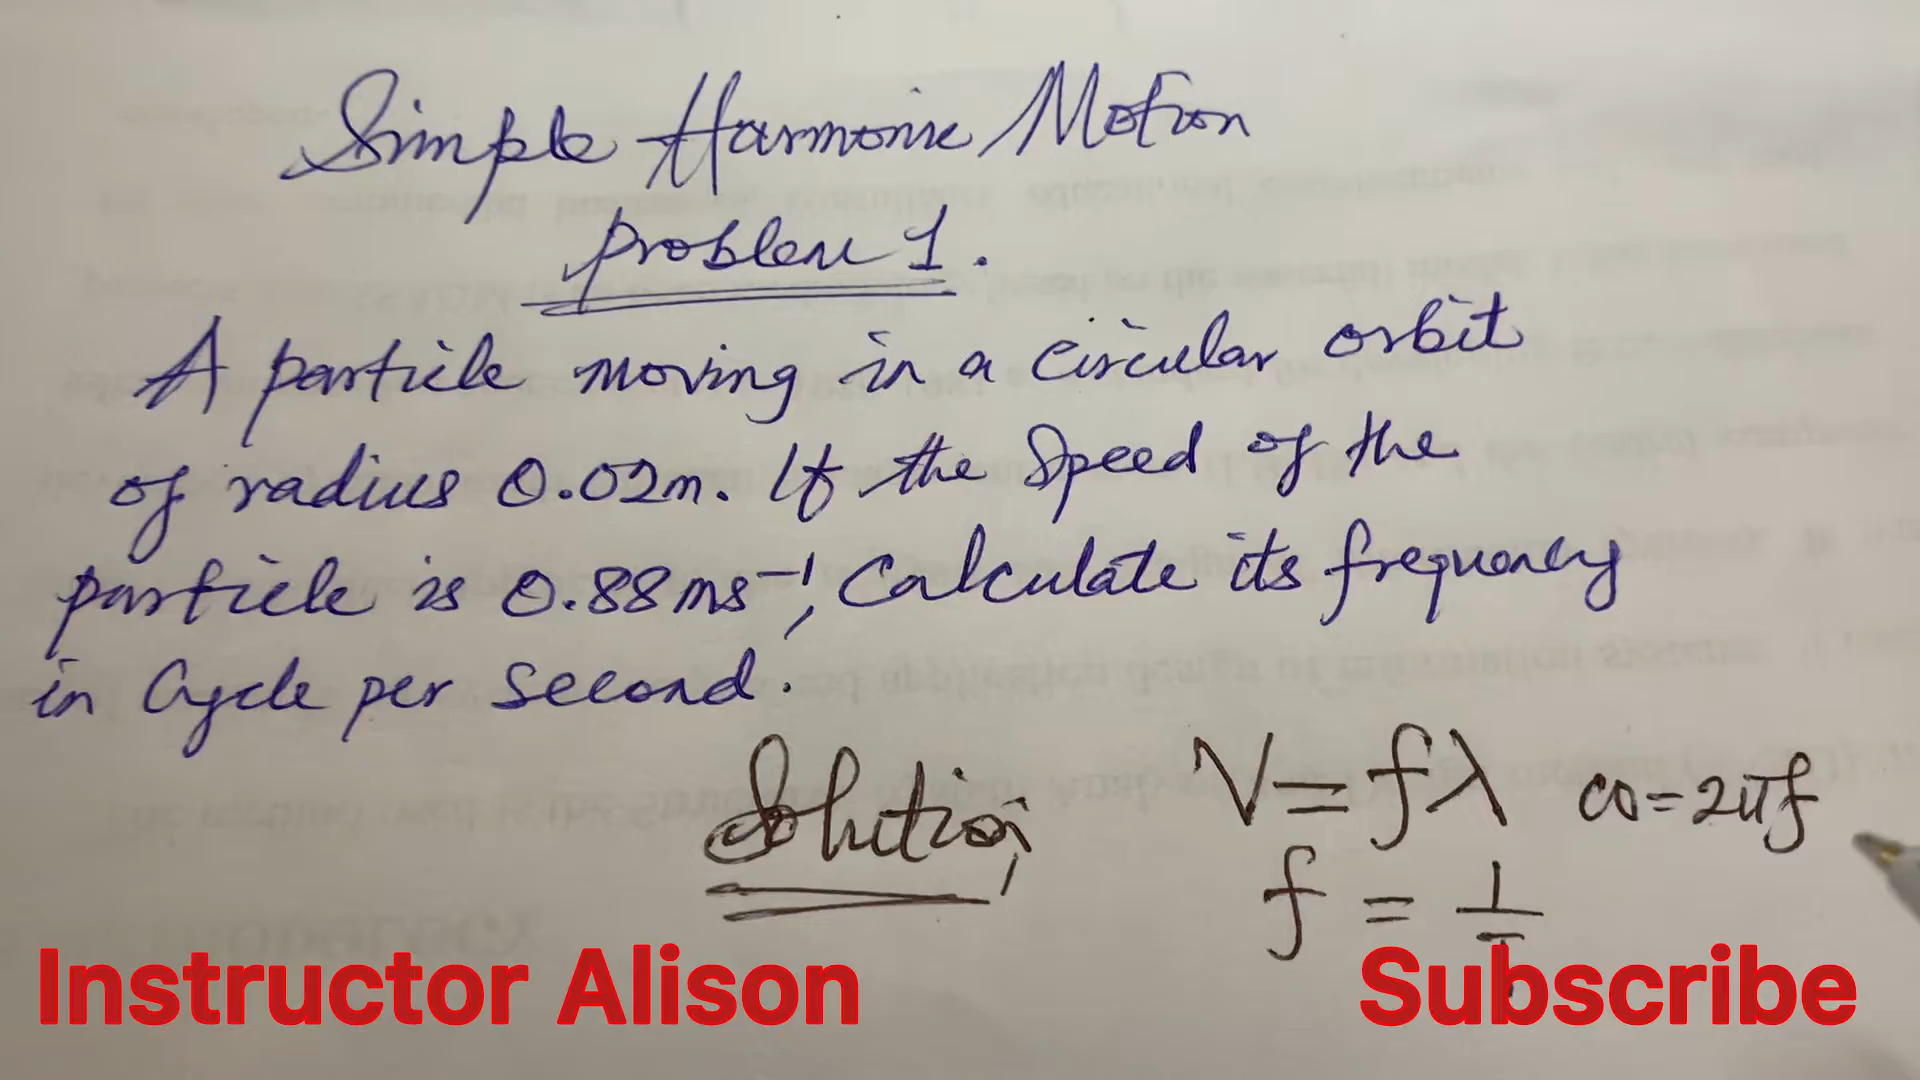 Simple Harmonic Motion
problem 1.
A particle moving in a circular orbit
of radius 0.02m. If the Speed of the
particle is 0.88ms⁻¹, Calculate its frequency
in Cycle per second.
Solution; V=fλ ω=2πf
f = 1/T
Instructor Alison Subscribe